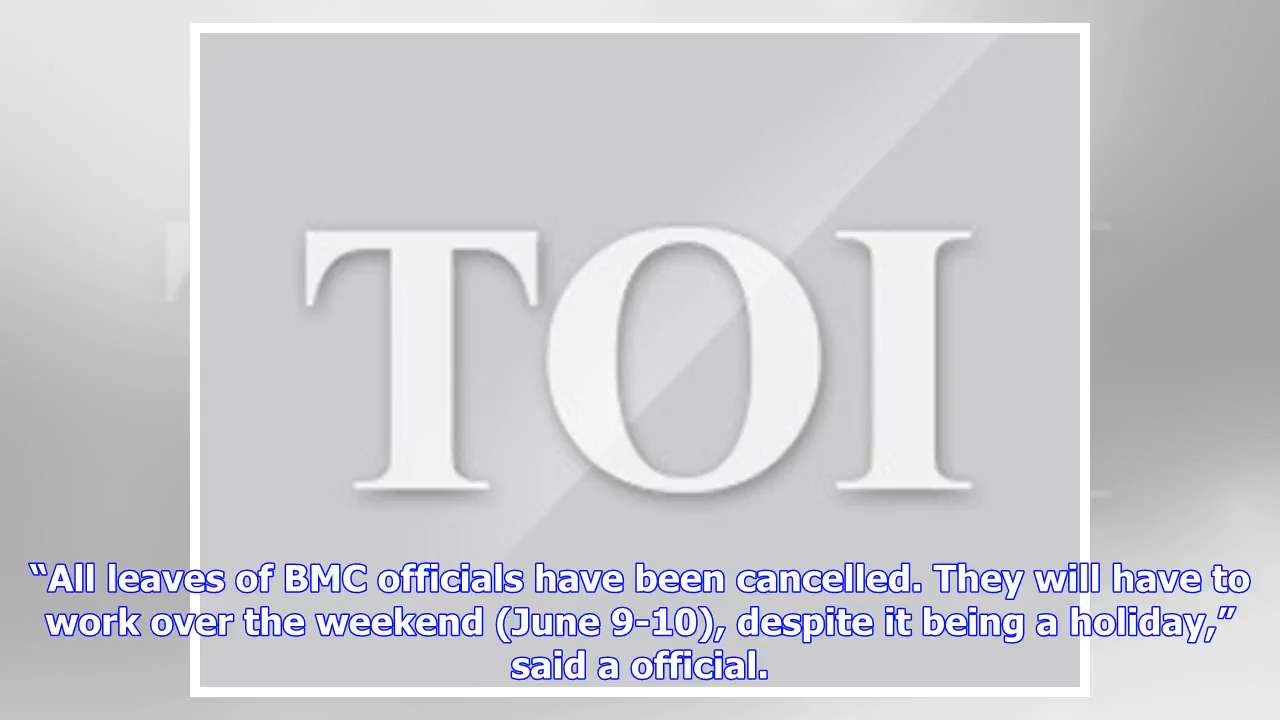 TOI
“All leaves of BMC officials have been cancelled. They will have to
work over the weekend (June 9-10), despite it being a holiday,”
said a official.